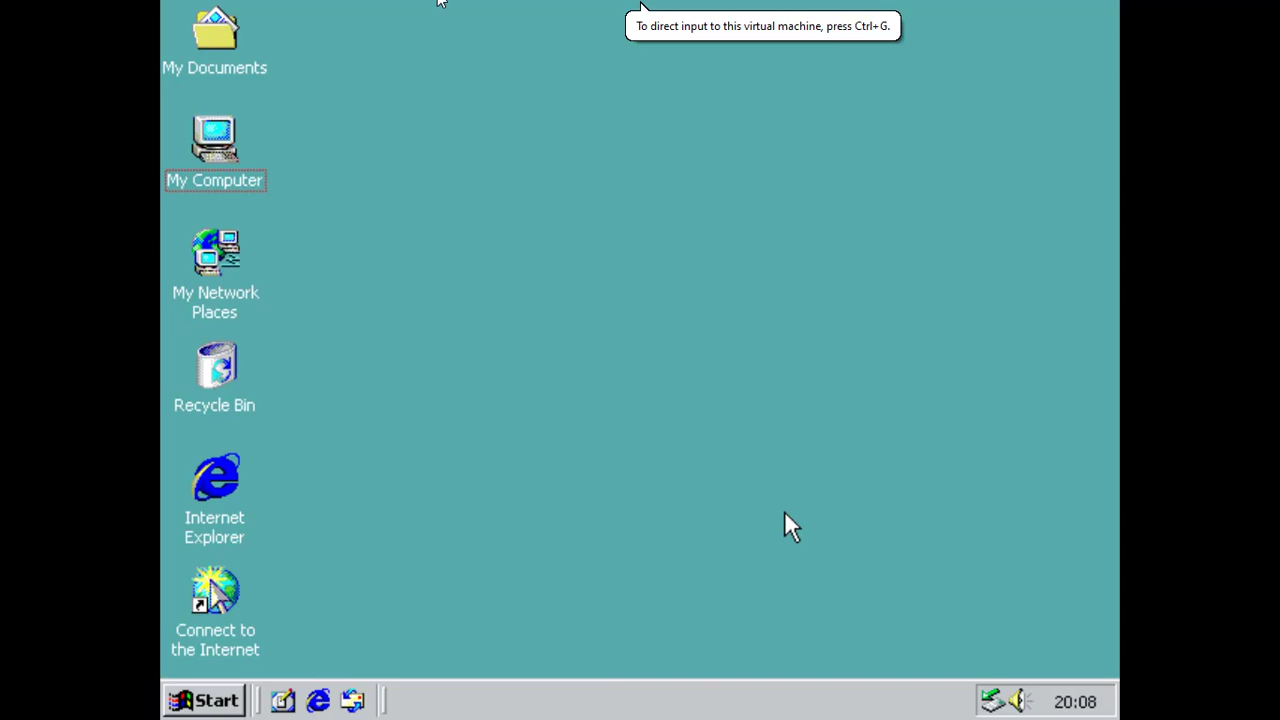 To direct input to this virtual machine, press Ctrl+G.
My Documents
My Computer
My Network
Places
Recycle Bin
Internet
Explorer
Connect to
the Internet
Start
20:08